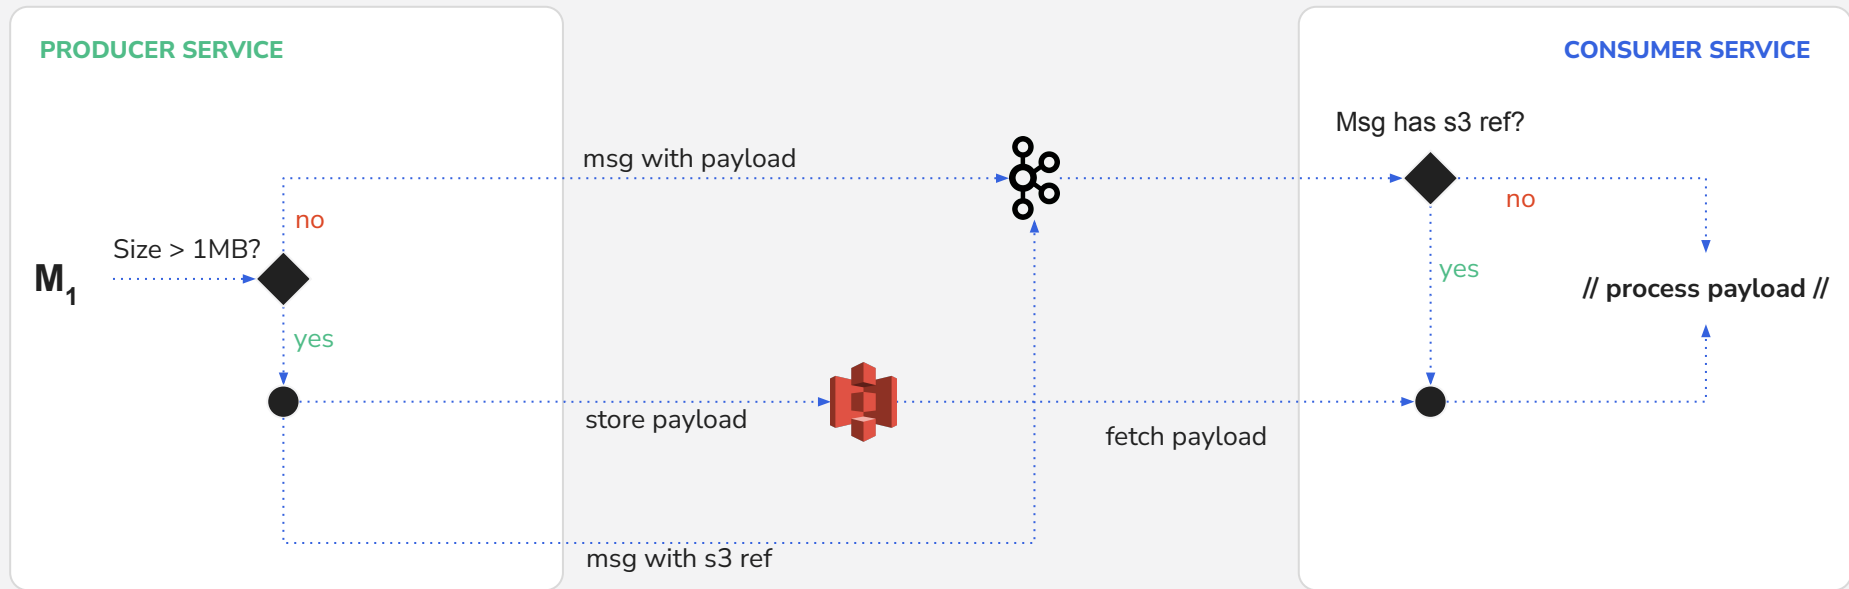 PRODUCER SERVICE
CONSUMER SERVICE
Msg has s3 ref?
msg with payload
no
no
Size > 1MB?
M1
yes
// process payload //
yes
store payload
fetch payload
msg with s3 ref